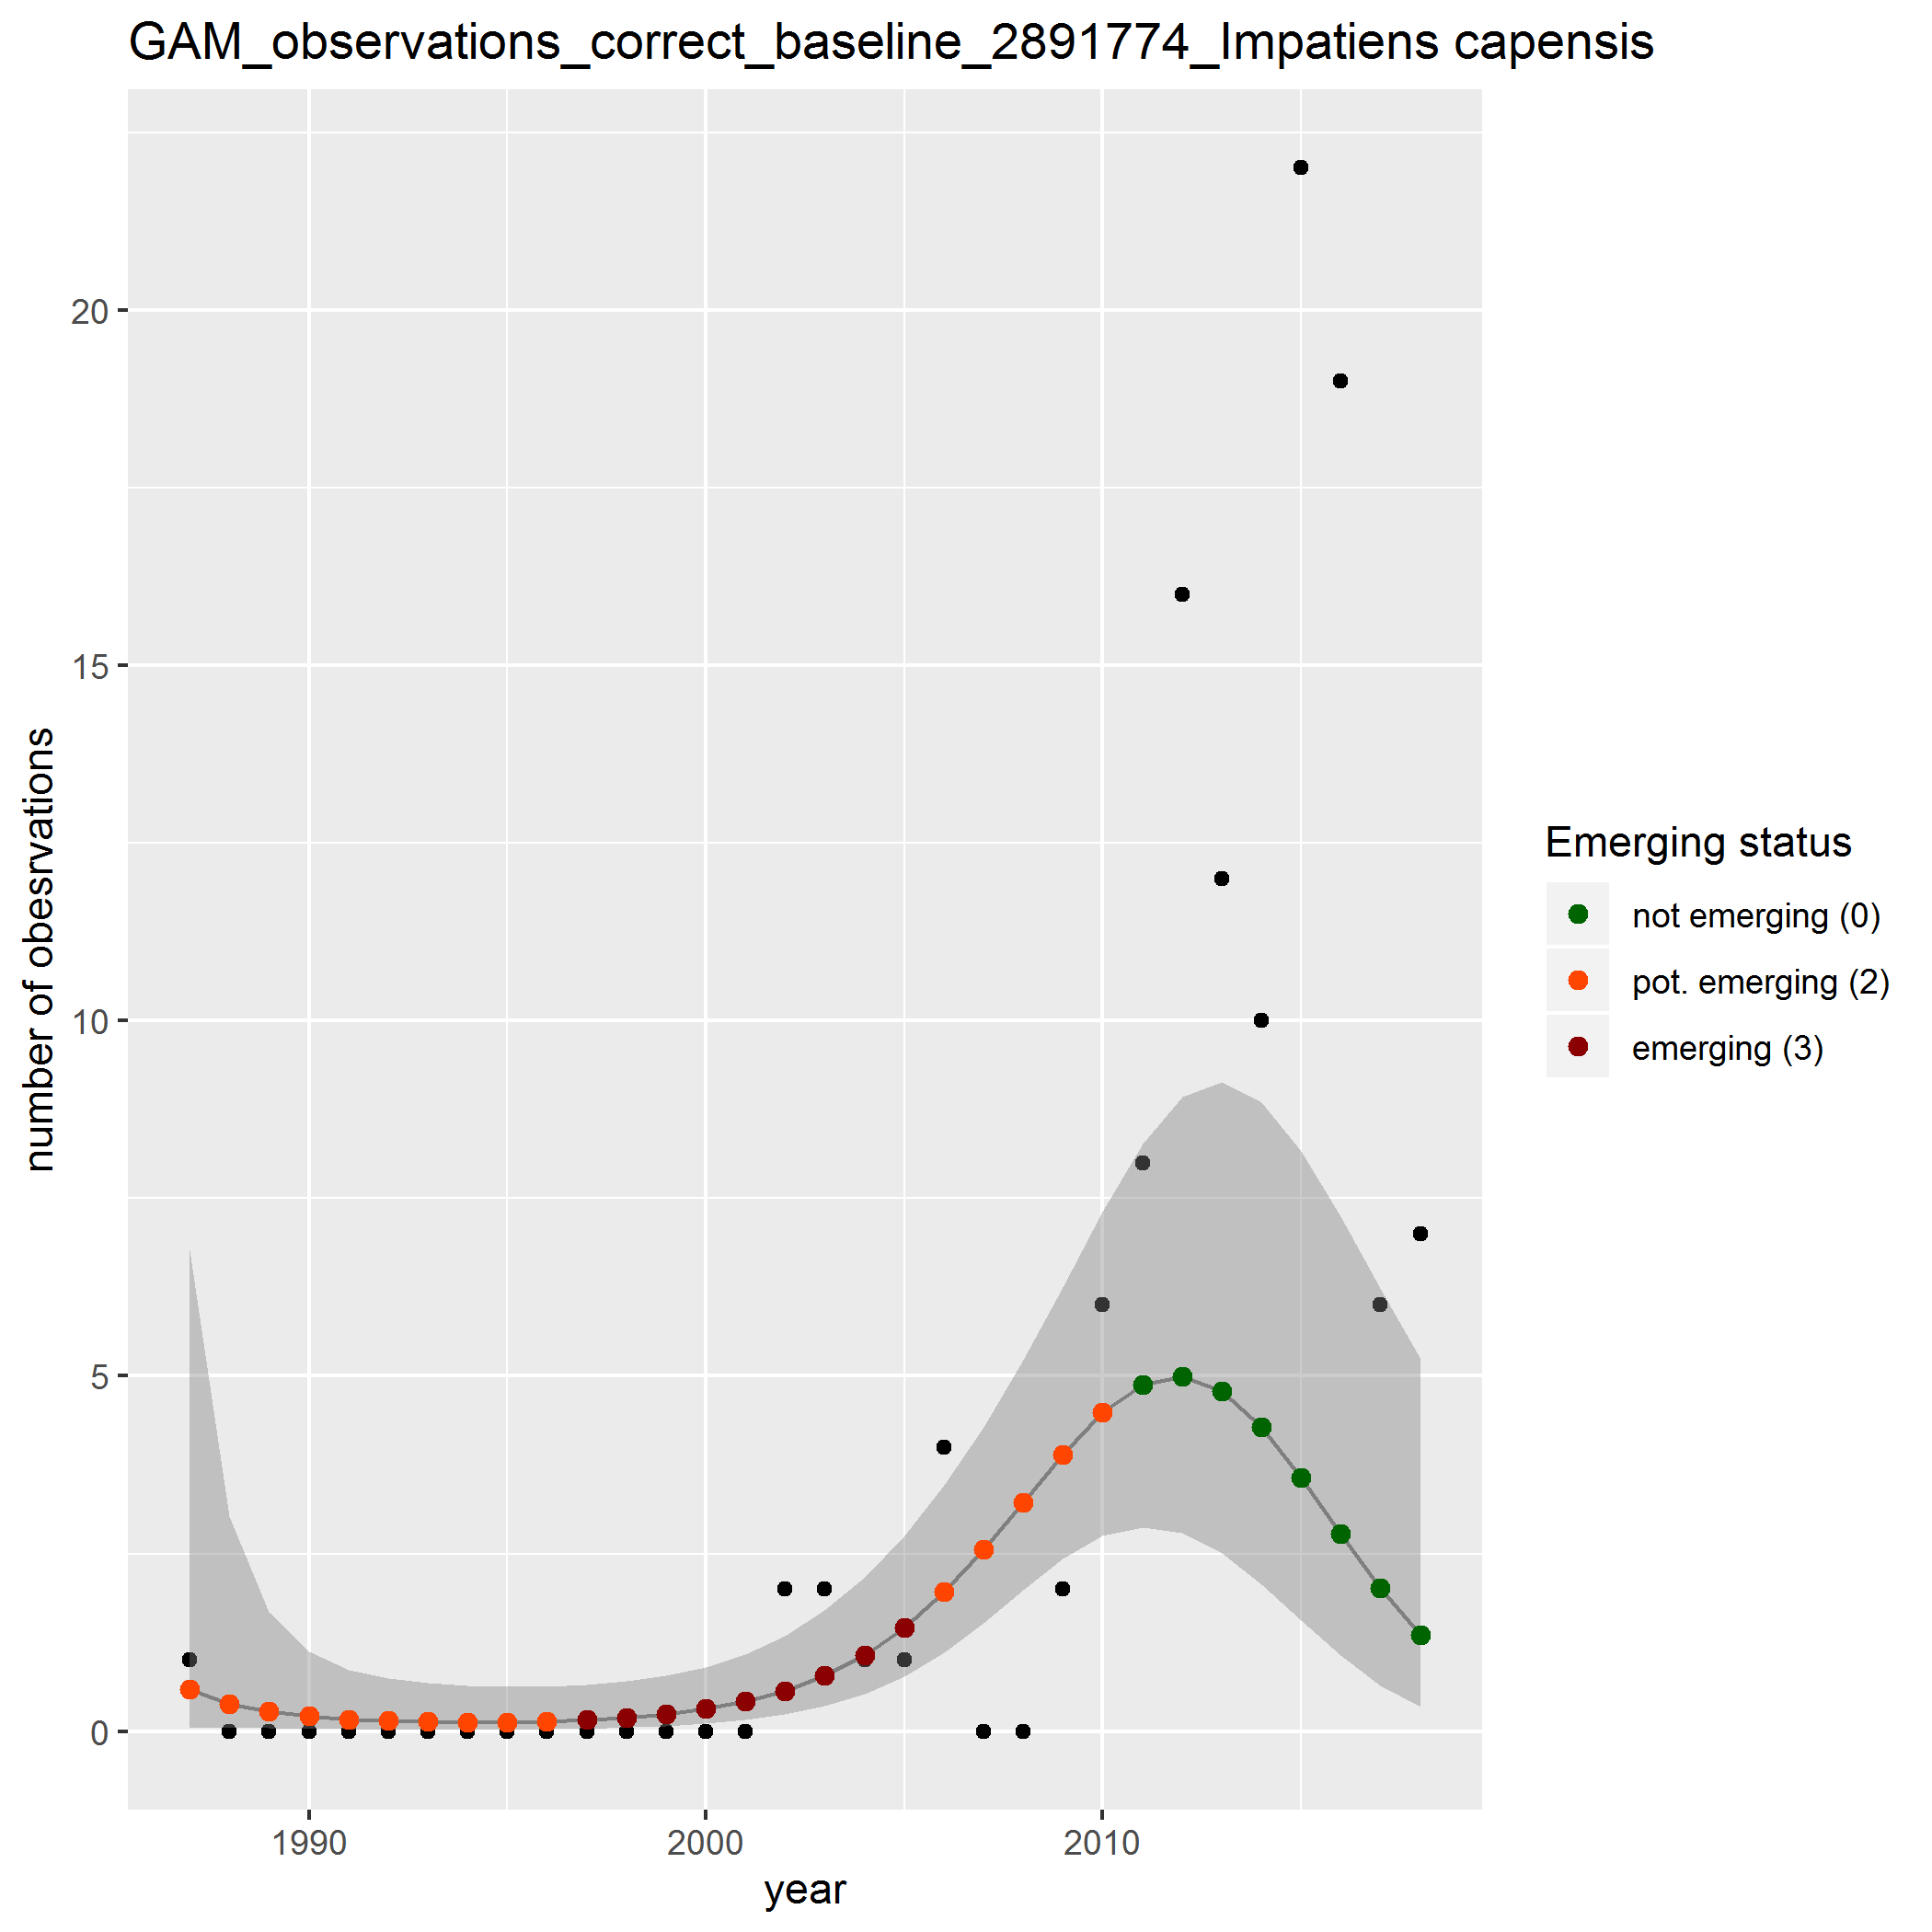 GAM_observations_correct_baseline_2891774_Impatiens capensis
number of obesrvations
20
15
10
5
0
1990
2000
2010
year
Emerging status
not emerging (0)
pot. emerging (2)
emerging (3)